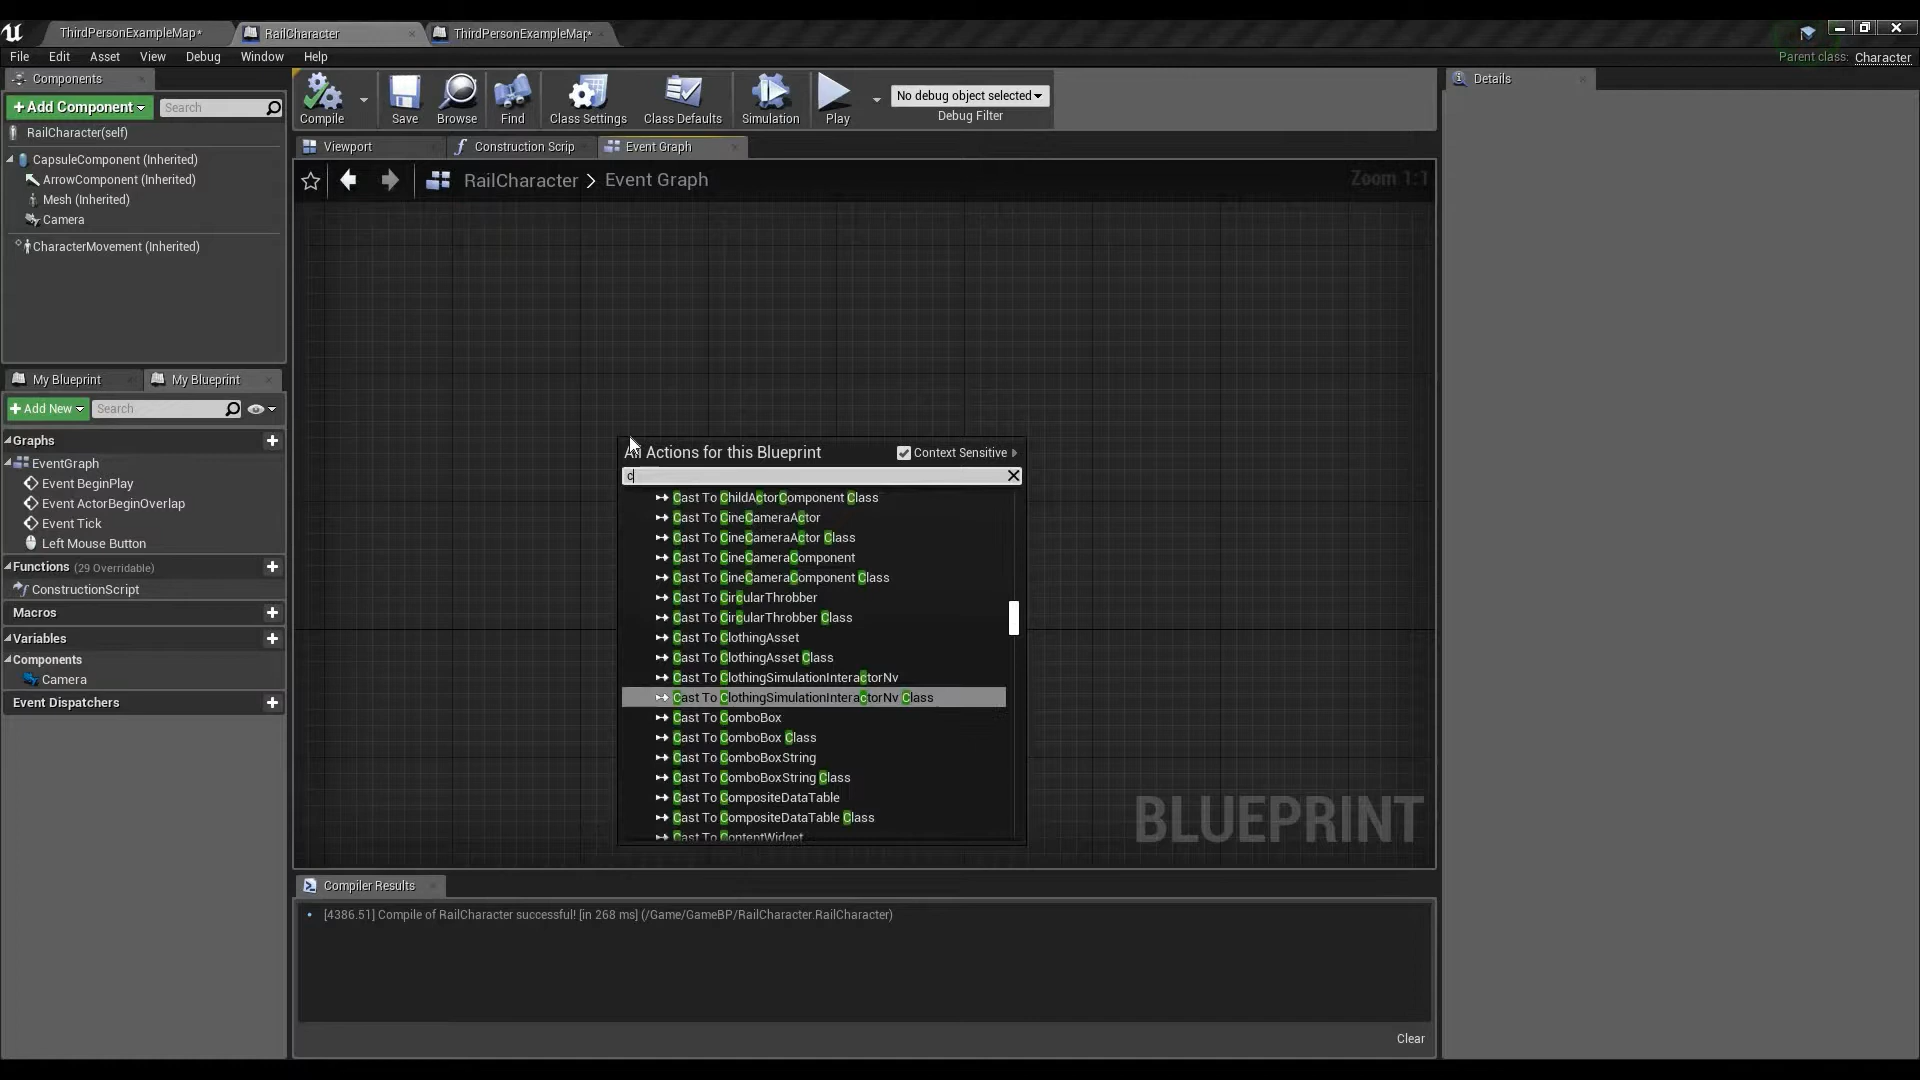 ThirdPersonExampleMap*
RailCharacter
ThirdPersonExampleMap*
File Edit Asset View Debug Window Help
Parent class: Character
Components
+Add Component
Search
RailCharacter(self)
CapsuleComponent (Inherited)
ArrowComponent (Inherited)
Mesh (Inherited)
Camera
CharacterMovement (Inherited)
Compile
Save
Browse
Find
Class Settings
Class Defaults
Simulation
Play
No debug object selected
Debug Filter
Details
Viewport
Construction Scrip
Event Graph
RailCharacter > Event Graph
Zoom 1:1
My Blueprint
My Blueprint
+Add New
Search
Graphs
EventGraph
Event BeginPlay
Event ActorBeginOverlap
Event Tick
Left Mouse Button
Functions (29 Overridable)
ConstructionScript
Macros
Variables
Components
Camera
Event Dispatchers
All Actions for this Blueprint
Context Sensitive
c
Cast To ChildActorComponent Class
Cast To CineCameraActor
Cast To CineCameraActor Class
Cast To CineCameraComponent
Cast To CineCameraComponent Class
Cast To CircularThrobber
Cast To CircularThrobber Class
Cast To ClothingAsset
Cast To ClothingAsset Class
Cast To ClothingSimulationInteractorNv
Cast To ClothingSimulationInteractorNv Class
Cast To ComboBox
Cast To ComboBox Class
Cast To ComboBoxString
Cast To ComboBoxString Class
Cast To CompositeDataTable
Cast To CompositeDataTable Class
Cast To ContentWidget
BLUEPRINT
Compiler Results
[4386.51] Compile of RailCharacter successful! [in 268 ms] (/Game/GameBP/RailCharacter.RailCharacter)
Clear